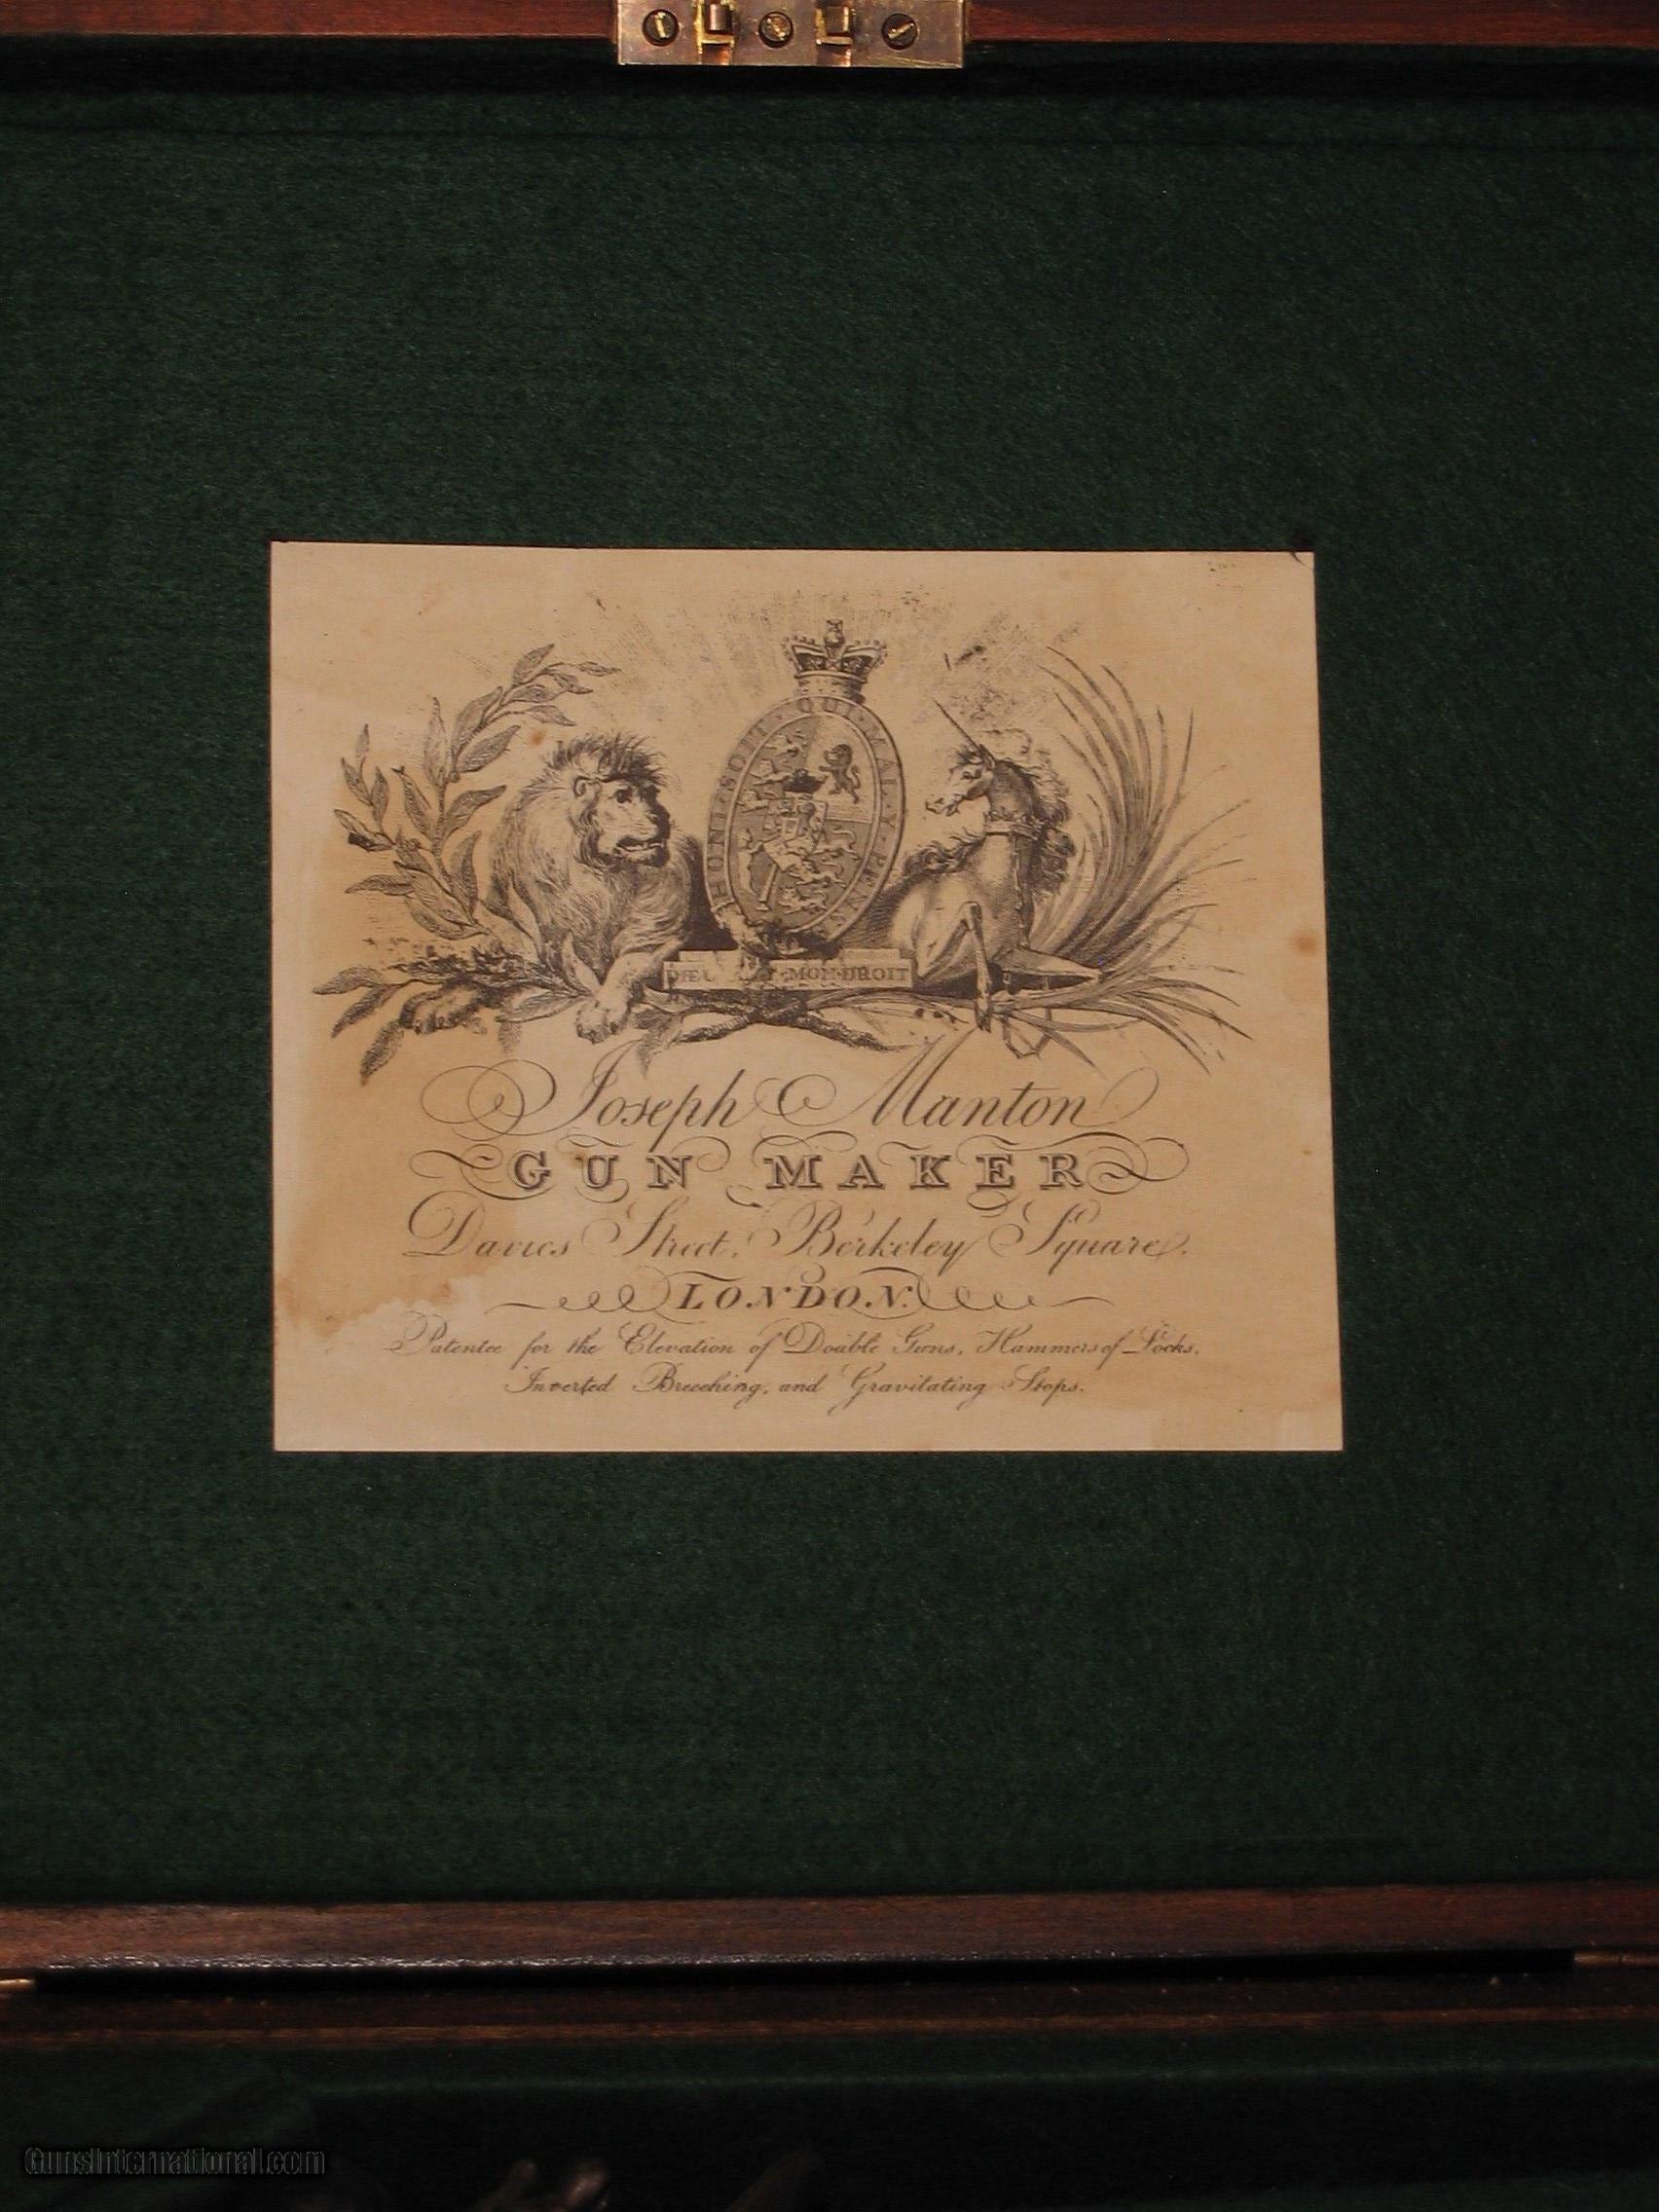 HONI·SOIT·QUI·MAL·Y·PENSE
DIEU MON·DROIT
Joseph Manton
GUN MAKER
Davies Street, Berkeley Square.
LONDON.
Patentee for the Elevation of Double Guns, Hammers of Locks,
Inverted Breeching, and Gravitating Stops.
GunsInternational.com